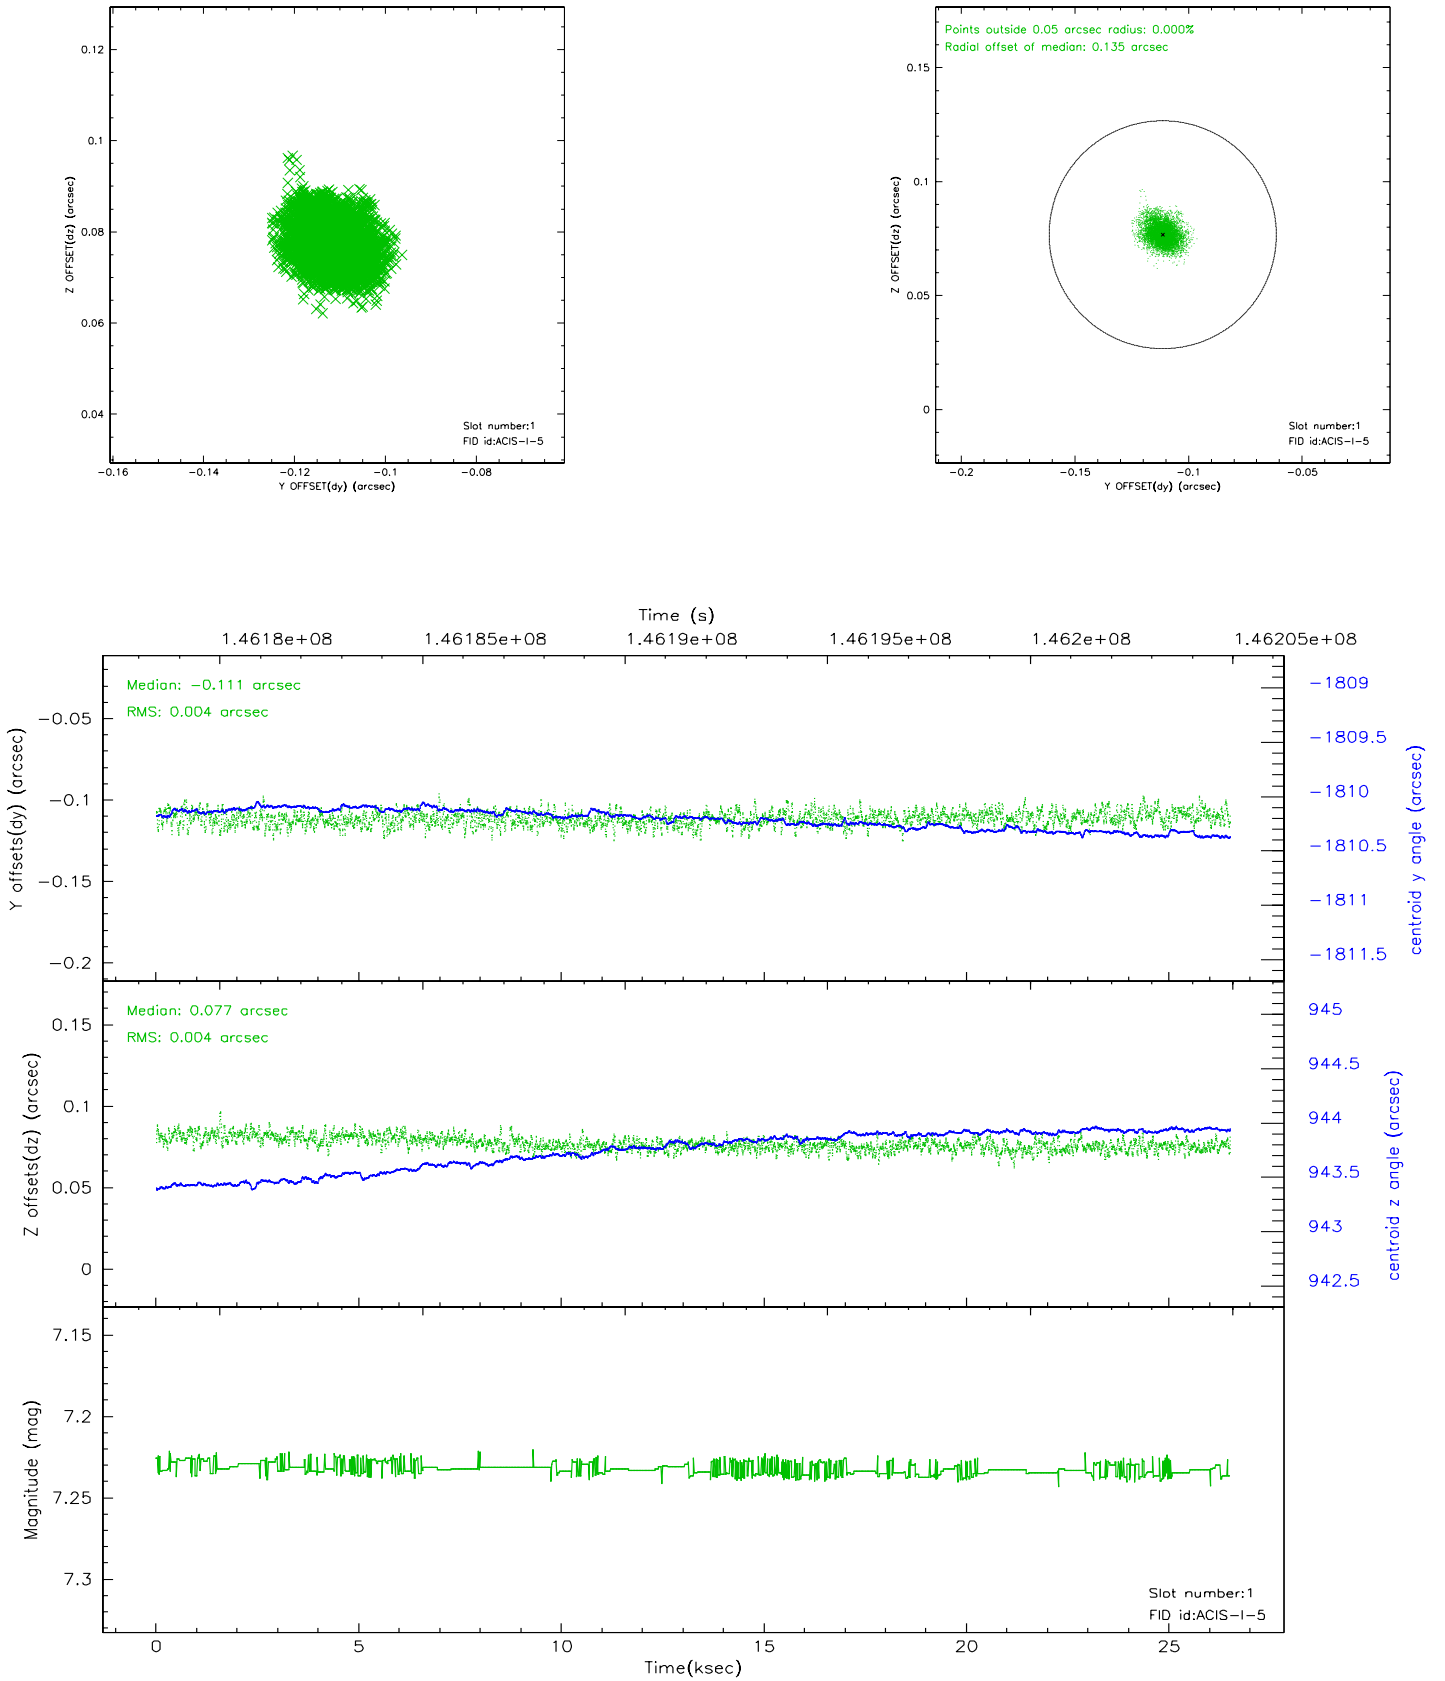 0.12
0.1
0.08
0.06
0.04
Z OFFSET(dz) (arcsec)
Slot number:1
FID id:ACIS-I-5
-0.16 -0.14 -0.12 -0.1 -0.08
Y OFFSET(dy) (arcsec)
Points outside 0.05 arcsec radius: 0.000%
Radial offset of median: 0.135 arcsec
0.15
0.1
0.05
0
Z OFFSET(dz) (arcsec)
Slot number:1
FID id:ACIS-I-5
-0.2 -0.15 -0.1 -0.05
Y OFFSET(dy) (arcsec)
Time (s)
1.4618e+08 1.46185e+08 1.4619e+08 1.46195e+08 1.462e+08 1.46205e+08
Median: -0.111 arcsec
RMS: 0.004 arcsec
-0.05
-0.1
-0.15
-0.2
Y offsets(dy) (arcsec)
-1809
-1809.5
-1810
-1810.5
-1811
-1811.5
centroid y angle (arcsec)
Median: 0.077 arcsec
RMS: 0.004 arcsec
0.15
0.1
0.05
0
Z offsets(dz) (arcsec)
945
944.5
944
943.5
943
942.5
centroid z angle (arcsec)
7.15
7.2
7.25
7.3
Magnitude (mag)
Slot number:1
FID id:ACIS-I-5
0 5 10 15 20 25
Time(ksec)